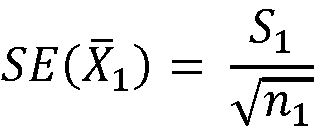 SE(X̄₁) = S₁ / √n₁